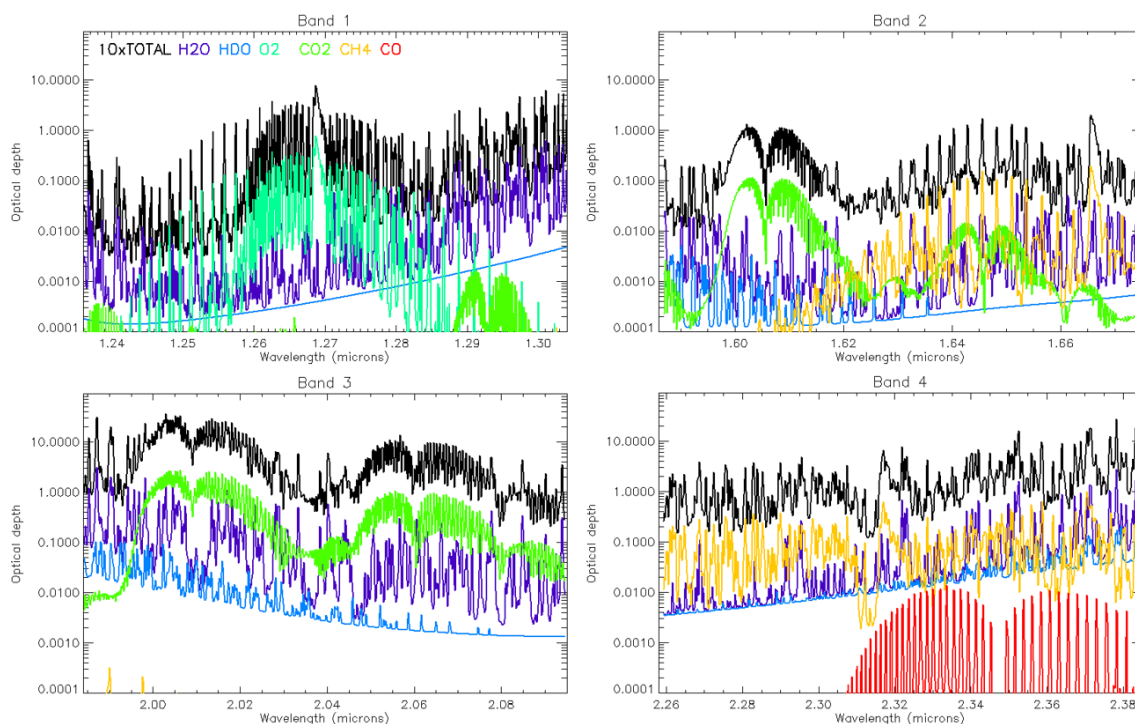 Band 1
10xTOTAL H2O HDO O2 CO2 CH4 CO
Optical depth
10.0000
1.0000
0.1000
0.0100
0.0010
0.0001
1.24 1.25 1.26 1.27 1.28 1.29 1.30
Wavelength (microns)
Band 2
Optical depth
10.0000
1.0000
0.1000
0.0100
0.0010
0.0001
1.60 1.62 1.64 1.66
Wavelength (microns)
Band 3
Optical depth
10.0000
1.0000
0.1000
0.0100
0.0010
0.0001
2.00 2.02 2.04 2.06 2.08
Wavelength (microns)
Band 4
Optical depth
10.0000
1.0000
0.1000
0.0100
0.0010
0.0001
2.26 2.28 2.30 2.32 2.34 2.36 2.38
Wavelength (microns)